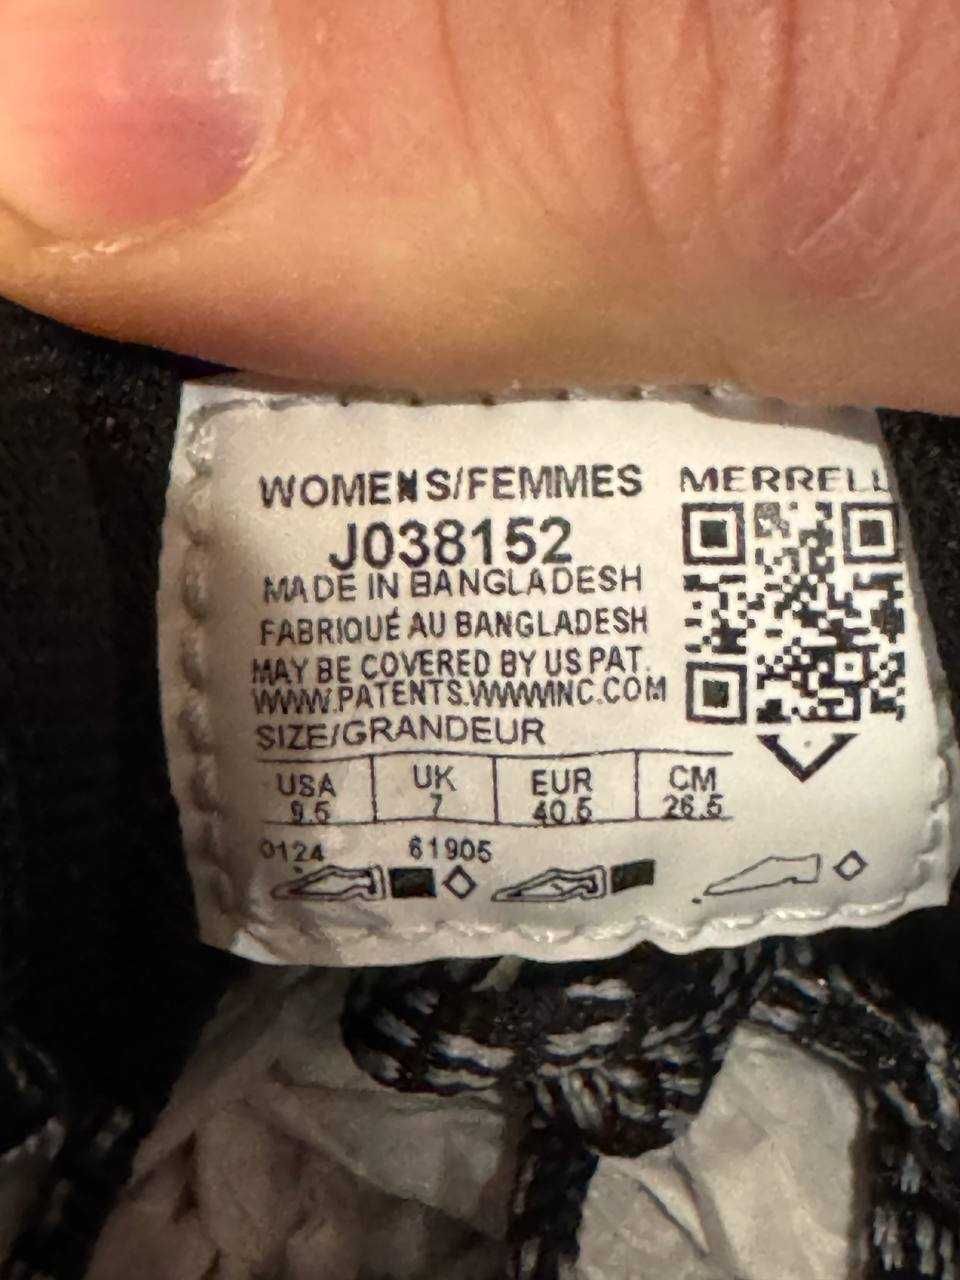 WOMENS/FEMMES
MERRELL
J038152
MADE IN BANGLADESH
FABRIQUÉ AU BANGLADESH
MAY BE COVERED BY US PAT.
WWW.PATENTS.WWWINC.COM
SIZE/GRANDEUR
USA UK EUR CM
9.5 7 40.5 26.5
0124 61905